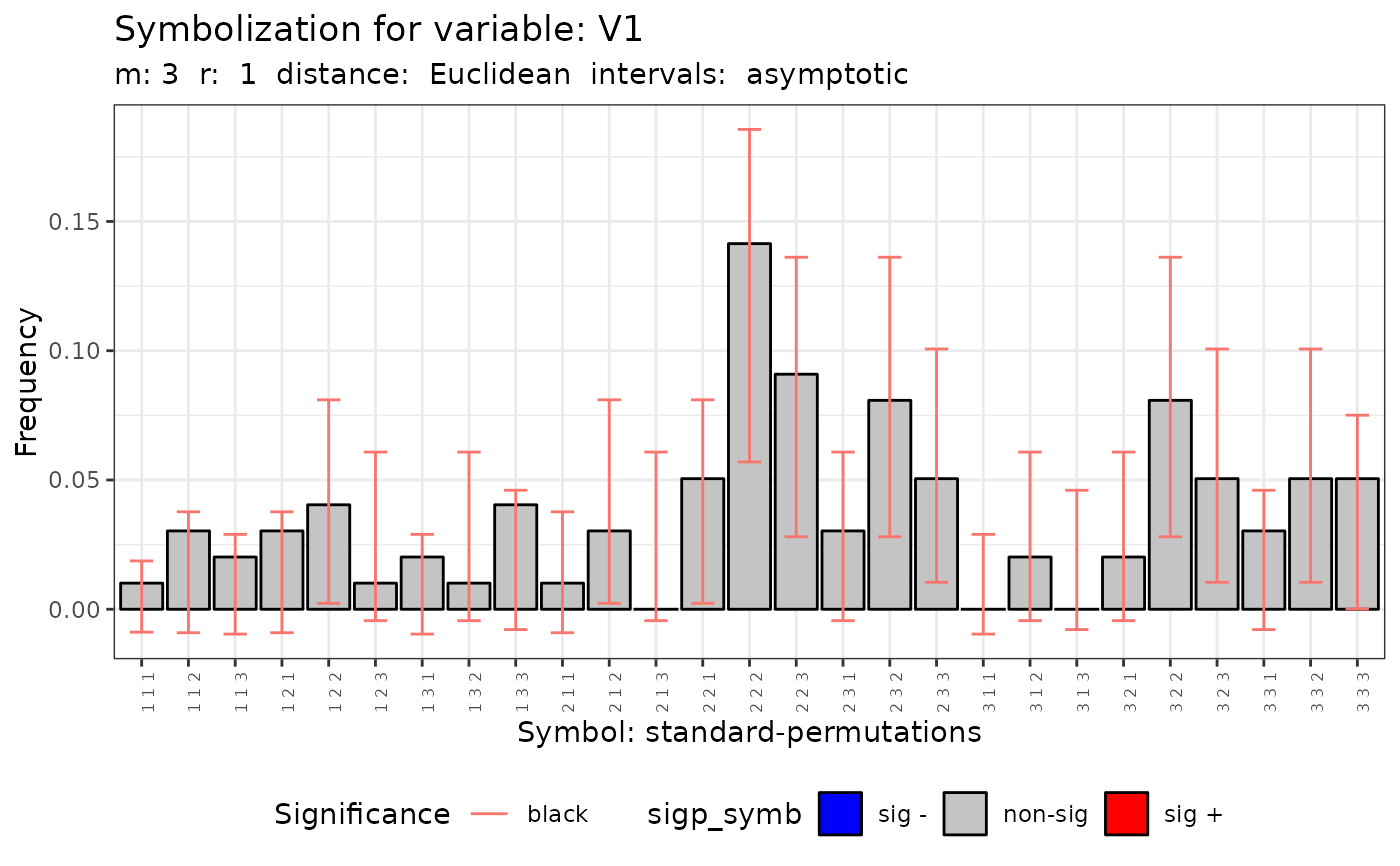 Symbolization for variable: V1
m: 3 r: 1 distance: Euclidean intervals: asymptotic
Frequency
0.15
0.10
0.05
0.00
1 1 1
1 1 2
1 1 3
1 2 1
1 2 2
1 2 3
1 3 1
1 3 2
1 3 3
2 1 1
2 1 2
2 1 3
2 2 1
2 2 2
2 2 3
2 3 1
2 3 2
2 3 3
3 1 1
3 1 2
3 1 3
3 2 1
3 2 2
3 2 3
3 3 1
3 3 2
3 3 3
Symbol: standard-permutations
Significance black sigp_symb sig - non-sig sig +